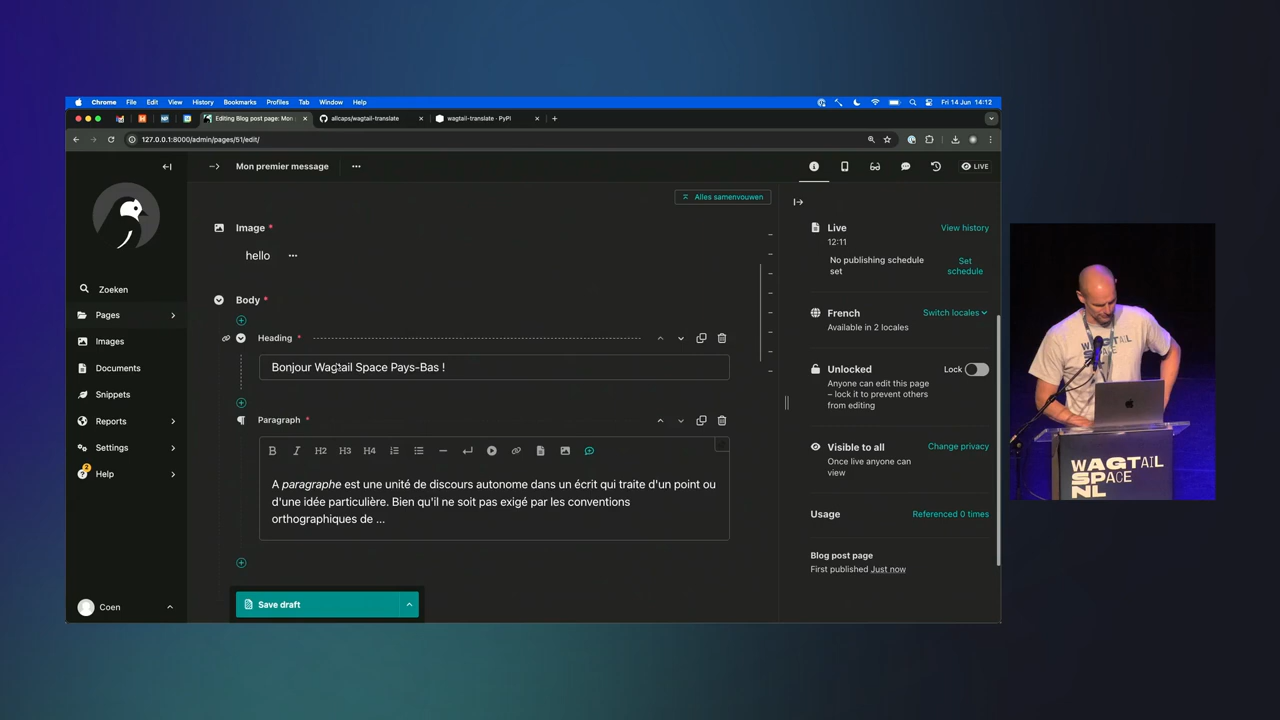 Chrome File Edit View History Bookmarks Profiles Tab Window Help
Fri 14 Jun 14:12
Editing Blog post page: Mon
allcaps/wagtail-translate
wagtail-translate · PyPI
127.0.0.1:8000/admin/pages/51/edit/
Mon premier message
LIVE
Alles samenvouwen
Image *
hello
Body *
Heading *
Bonjour Wagtail Space Pays-Bas !
Paragraph *
B I H2 H3 H4
A paragraphe est une unité de discours autonome dans un écrit qui traite d'un point ou
d'une idée particulière. Bien qu'il ne soit pas exigé par les conventions
orthographiques de ...
Save draft
Zoeken
Pages
Images
Documents
Snippets
Reports
Settings
2
Help
Coen
Live
View history
12:11
No publishing schedule
set
Set
schedule
French
Switch locales
Available in 2 locales
Unlocked
Lock
Anyone can edit this page
– lock it to prevent others
from editing
Visible to all
Change privacy
Once live anyone can
view
Usage
Referenced 0 times
Blog post page
First published Just now
WAGTAIL
SPACE
WAGTAIL
SPACE
NL